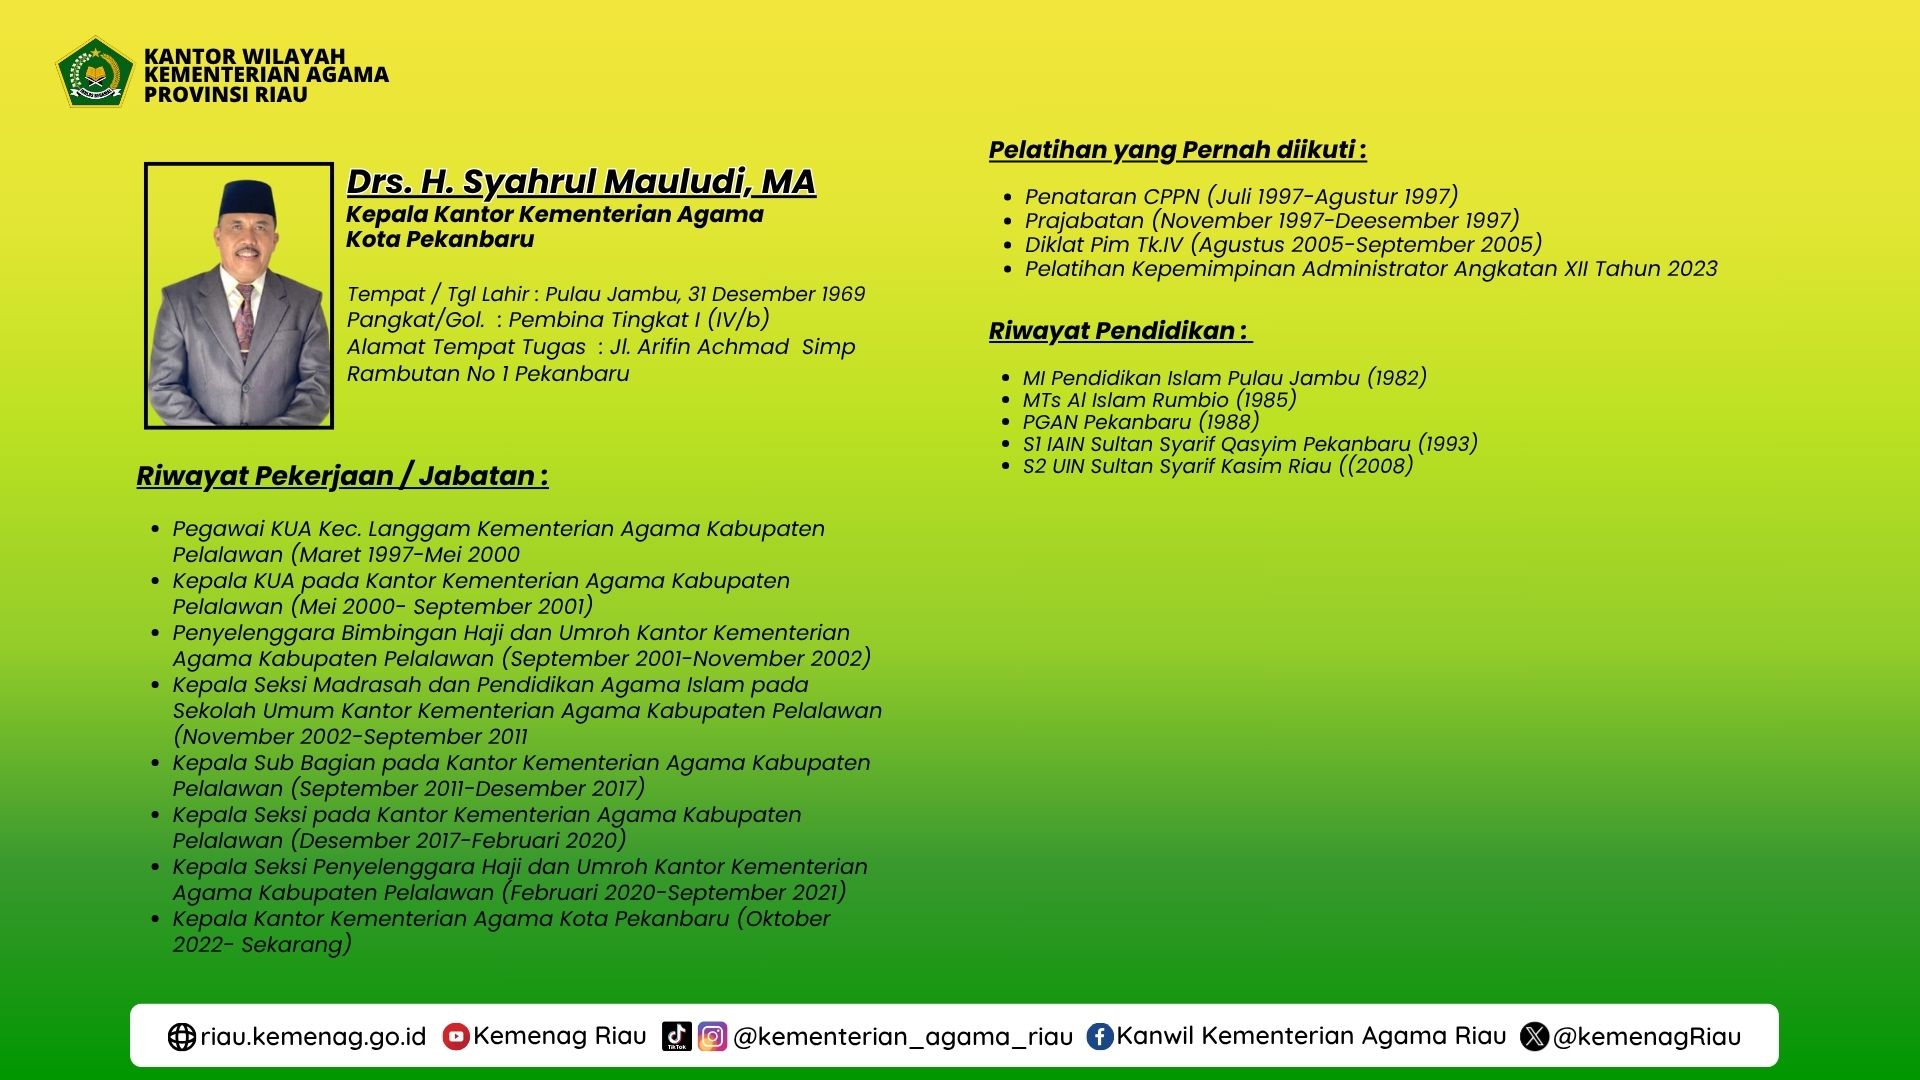 KANTOR WILAYAH
KEMENTERIAN AGAMA
PROVINSI RIAU
Drs. H. Syahrul Mauludi, MA
Kepala Kantor Kementerian Agama
Kota Pekanbaru
Tempat / Tgl Lahir : Pulau Jambu, 31 Desember 1969
Pangkat/Gol.  : Pembina Tingkat I (IV/b)
Alamat Tempat Tugas  : Jl. Arifin Achmad  Simp
Rambutan No 1 Pekanbaru
Riwayat Pekerjaan / Jabatan :
• Pegawai KUA Kec. Langgam Kementerian Agama Kabupaten
Pelalawan (Maret 1997-Mei 2000
• Kepala KUA pada Kantor Kementerian Agama Kabupaten
Pelalawan (Mei 2000- September 2001)
• Penyelenggara Bimbingan Haji dan Umroh Kantor Kementerian
Agama Kabupaten Pelalawan (September 2001-November 2002)
• Kepala Seksi Madrasah dan Pendidikan Agama Islam pada
Sekolah Umum Kantor Kementerian Agama Kabupaten Pelalawan
(November 2002-September 2011
• Kepala Sub Bagian pada Kantor Kementerian Agama Kabupaten
Pelalawan (September 2011-Desember 2017)
• Kepala Seksi pada Kantor Kementerian Agama Kabupaten
Pelalawan (Desember 2017-Februari 2020)
• Kepala Seksi Penyelenggara Haji dan Umroh Kantor Kementerian
Agama Kabupaten Pelalawan (Februari 2020-September 2021)
• Kepala Kantor Kementerian Agama Kota Pekanbaru (Oktober
2022- Sekarang)
Pelatihan yang Pernah diikuti :
• Penataran CPPN (Juli 1997-Agustur 1997)
• Prajabatan (November 1997-Deesember 1997)
• Diklat Pim Tk.IV (Agustus 2005-September 2005)
• Pelatihan Kepemimpinan Administrator Angkatan XII Tahun 2023
Riwayat Pendidikan :
• MI Pendidikan Islam Pulau Jambu (1982)
• MTs Al Islam Rumbio (1985)
• PGAN Pekanbaru (1988)
• S1 IAIN Sultan Syarif Qasyim Pekanbaru (1993)
• S2 UIN Sultan Syarif Kasim Riau ((2008)
riau.kemenag.go.id Kemenag Riau TikTok @kementerian_agama_riau Kanwil Kementerian Agama Riau @kemenagRiau